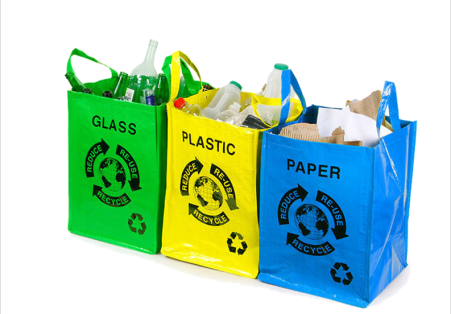 GLASS
REDUCE
RE-USE
RECYCLE
PLASTIC
REDUCE
RE-USE
RECYCLE
PAPER
REDUCE
RE-USE
RECYCLE